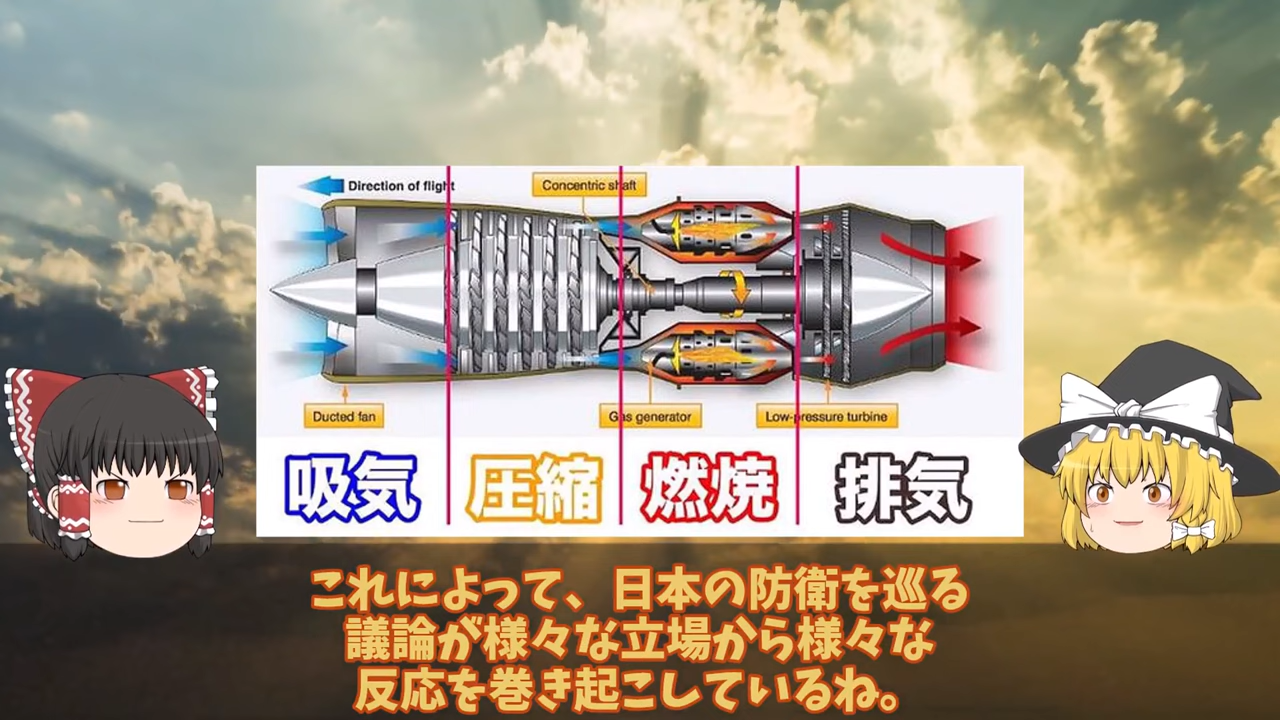 Direction of flight
Concentric shaft
Ducted fan
Gas generator
Low-pressure turbine
吸気
圧縮
燃焼
排気
これによって、日本の防衛を巡る
議論が様々な立場から様々な
反応を巻き起こしているね。